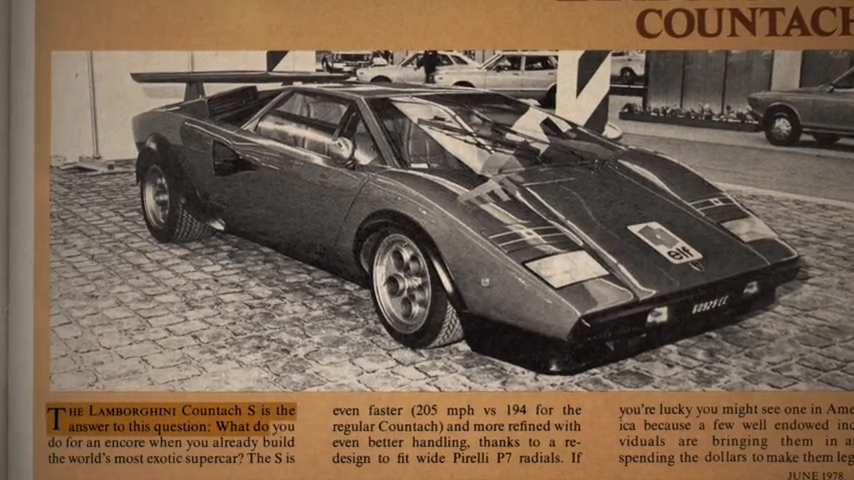 COUNTACH
elf
THE LAMBORGHINI Countach S is the
answer to this question: What do you
do for an encore when you already build
the world's most exotic supercar? The S is
even faster (205 mph vs 194 for the
regular Countach) and more refined with
even better handling, thanks to a re-
design to fit wide Pirelli P7 radials. If
you're lucky you might see one in Ame
ica because a few well endowed ind
viduals are bringing them in a
spending the dollars to make them leg
JUNE 1978